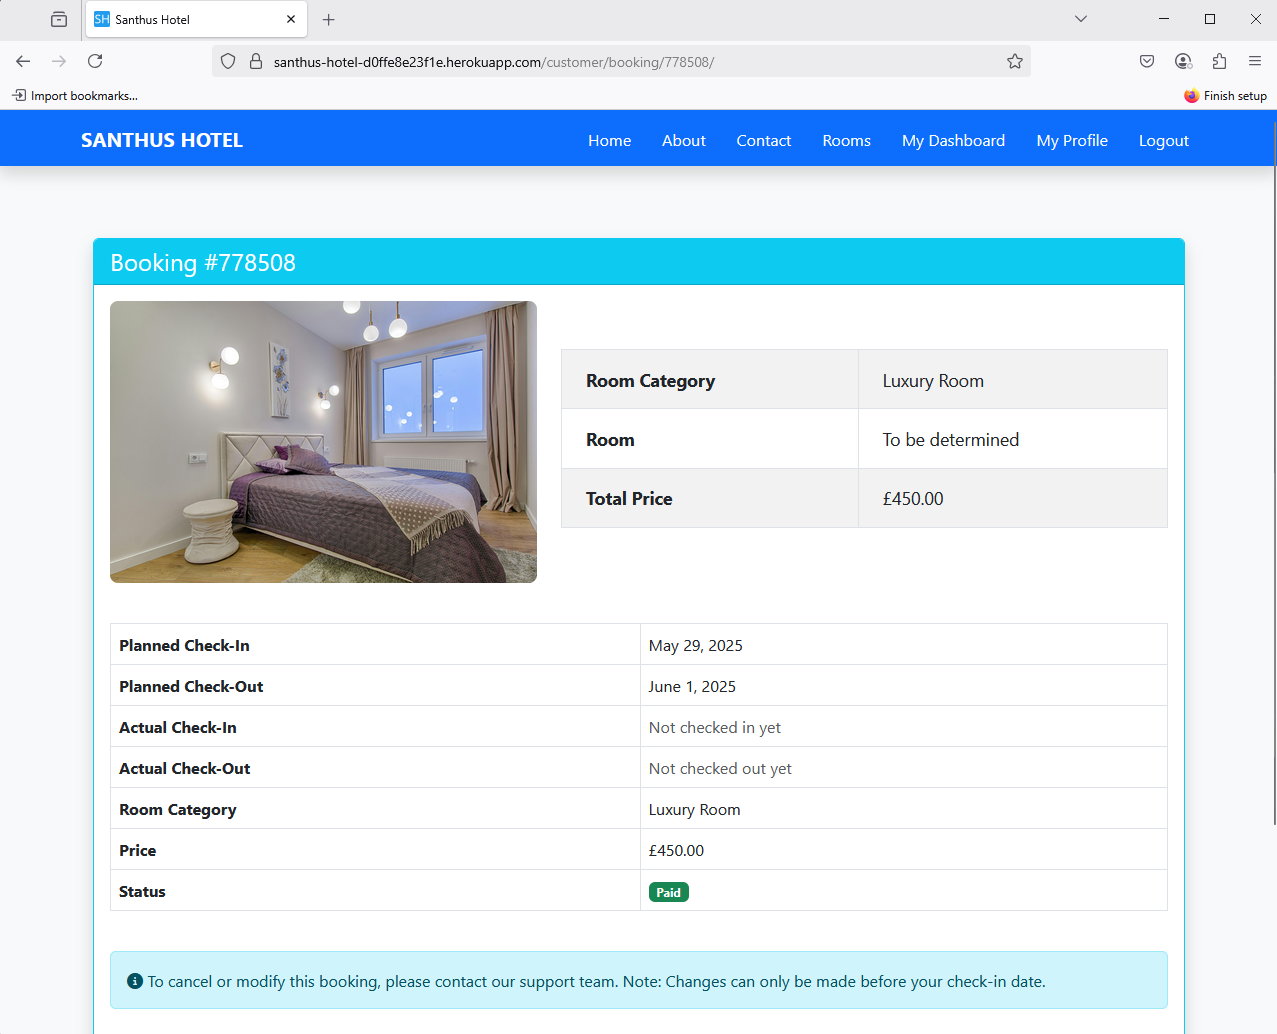 SH Santhus Hotel
santhus-hotel-d0ffe8e23f1e.herokuapp.com/customer/booking/778508/
Import bookmarks... Finish setup
SANTHUS HOTEL Home About Contact Rooms My Dashboard My Profile Logout
Booking #778508
Room Category Luxury Room
Room To be determined
Total Price £450.00
Planned Check-In May 29, 2025
Planned Check-Out June 1, 2025
Actual Check-In Not checked in yet
Actual Check-Out Not checked out yet
Room Category Luxury Room
Price £450.00
Status Paid
To cancel or modify this booking, please contact our support team. Note: Changes can only be made before your check-in date.